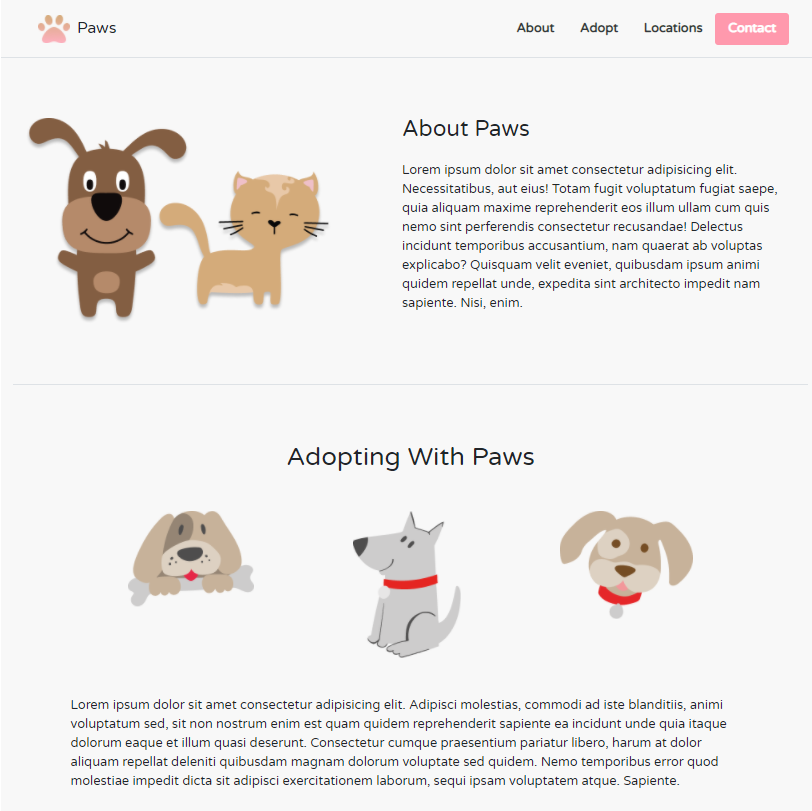 Paws
About Adopt Locations Contact
About Paws
Lorem ipsum dolor sit amet consectetur adipisicing elit.
Necessitatibus, aut eius! Totam fugit voluptatum fugiat saepe,
quia aliquam maxime reprehenderit eos illum ullam cum quis
nemo sint perferendis consectetur recusandae! Delectus
incidunt temporibus accusantium, nam quaerat ab voluptas
explicabo? Quisquam velit eveniet, quibusdam ipsum animi
quidem repellat unde, expedita sint architecto impedit nam
sapiente. Nisi, enim.
Adopting With Paws
Lorem ipsum dolor sit amet consectetur adipisicing elit. Adipisci molestias, commodi ad iste blanditiis, animi
voluptatum sed, sit non nostrum enim est quam quidem reprehenderit sapiente ea incidunt unde quia itaque
dolorum eaque et illum quasi deserunt. Consectetur cumque praesentium pariatur libero, harum at dolor
aliquam repellat deleniti quibusdam magnam dolorum voluptate sed quidem. Nemo temporibus error quod
molestiae impedit dicta sit adipisci exercitationem laborum, sequi ipsam voluptatem atque. Sapiente.